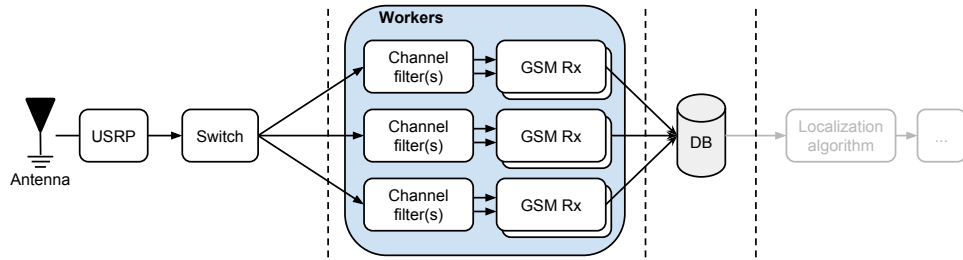 Workers
Channel
filter(s)
GSM Rx
Antenna
USRP
Switch
Channel
filter(s)
GSM Rx
DB
Localization
algorithm
...
Channel
filter(s)
GSM Rx